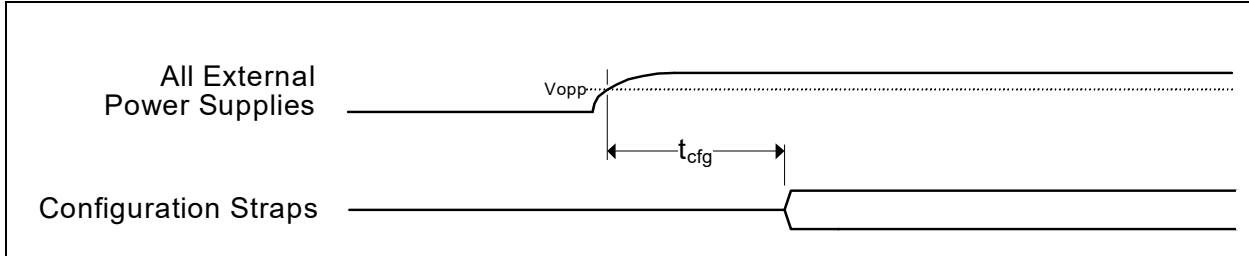 All External
Power Supplies
Vopp
tcfg
Configuration Straps